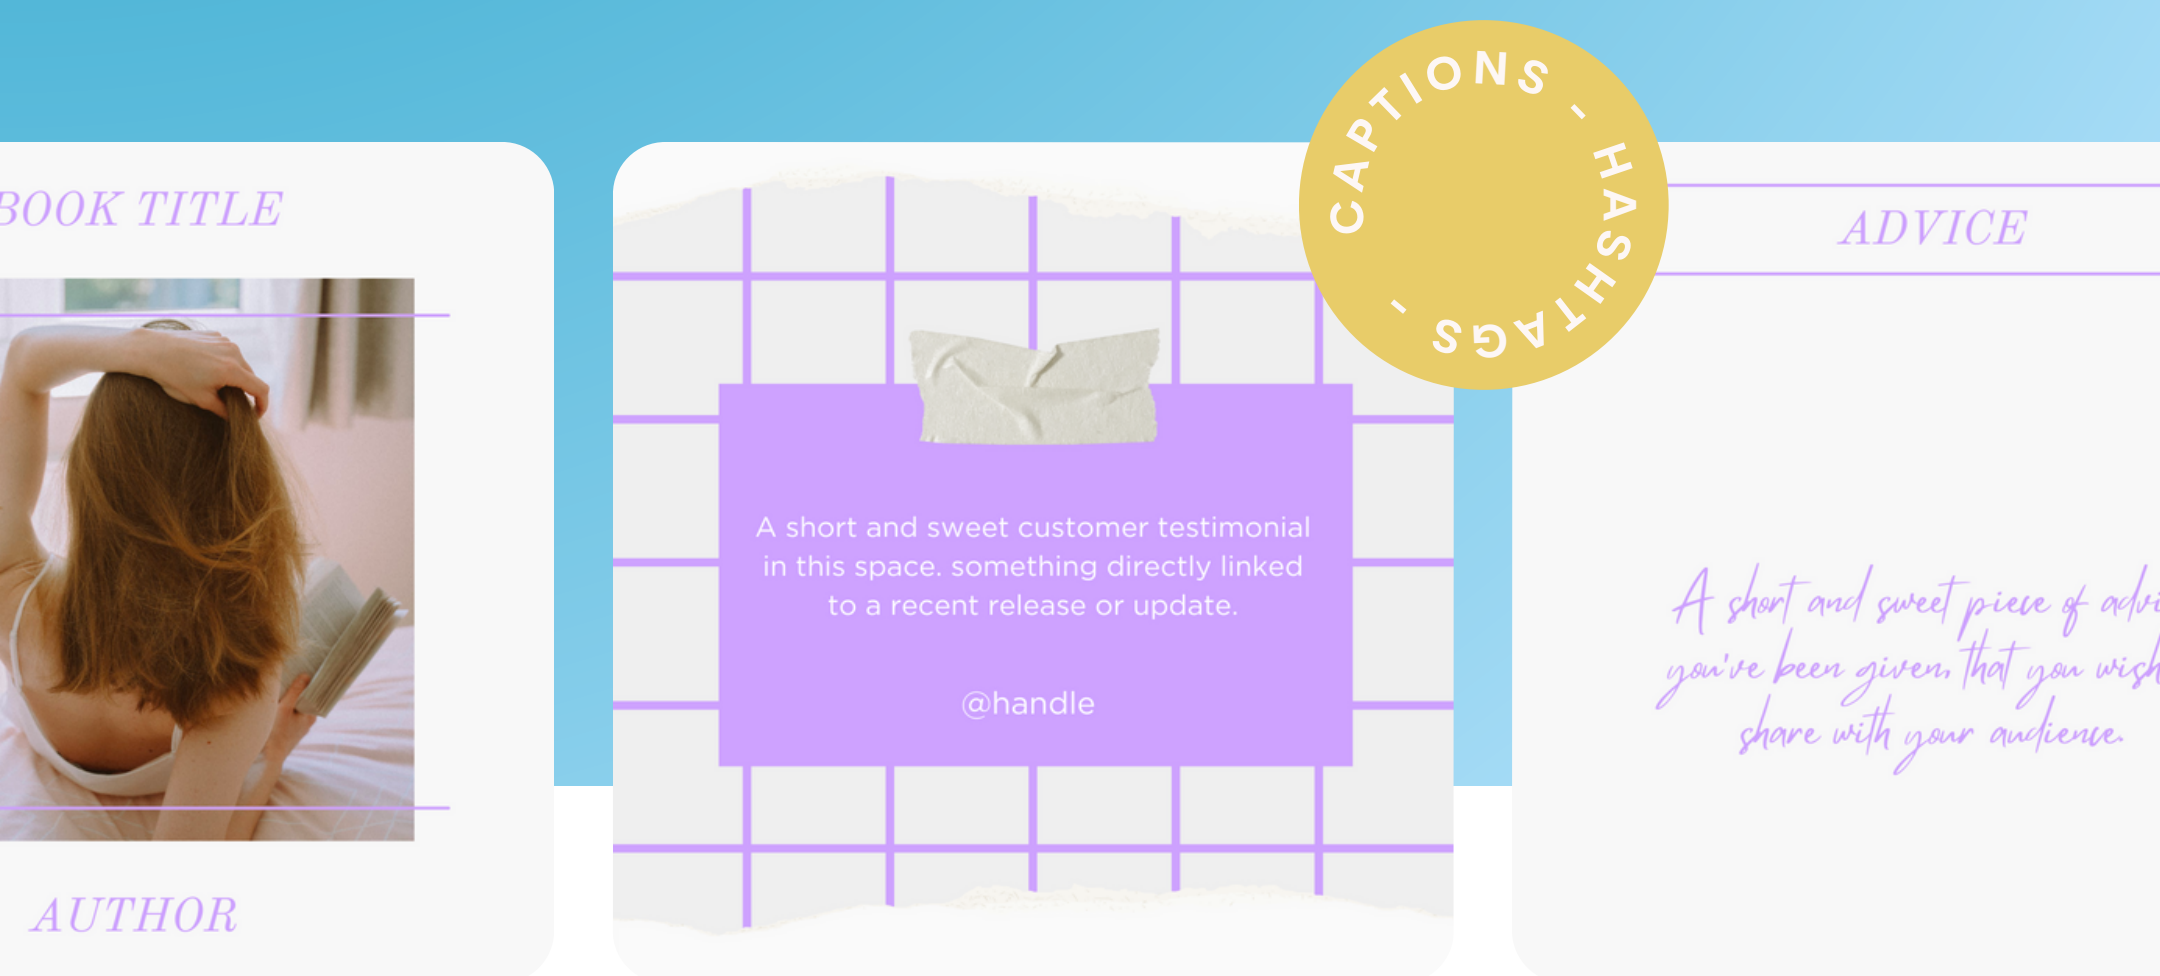 BOOK TITLE
AUTHOR
A short and sweet customer testimonial
in this space. something directly linked
to a recent release or update.
@handle
CAPTIONS - HASHTAGS -
ADVICE
A short and sweet piece of advi
you've been given, that you wish
share with your audience.